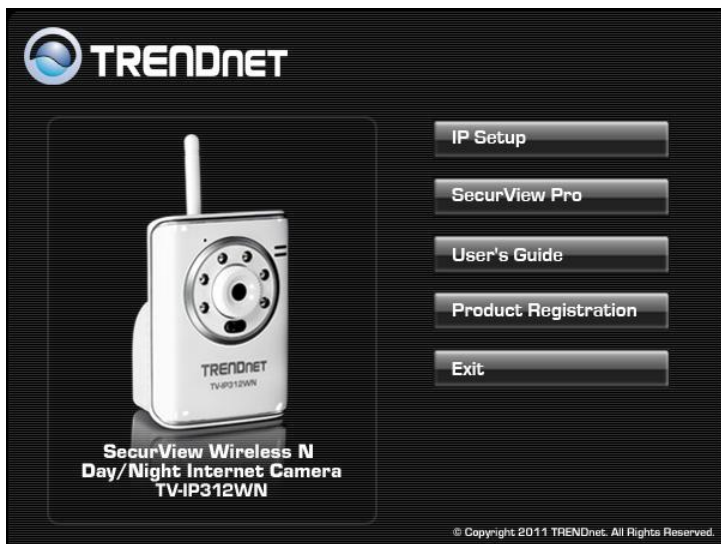 TRENDNET
IP Setup
SecurView Pro
User's Guide
Product Registration
Exit
TRENDNET
TV-IP312WN
SecurView Wireless N
Day/Night Internet Camera
TV-IP312WN
© Copyright 2011 TRENDnet. All Rights Reserved.